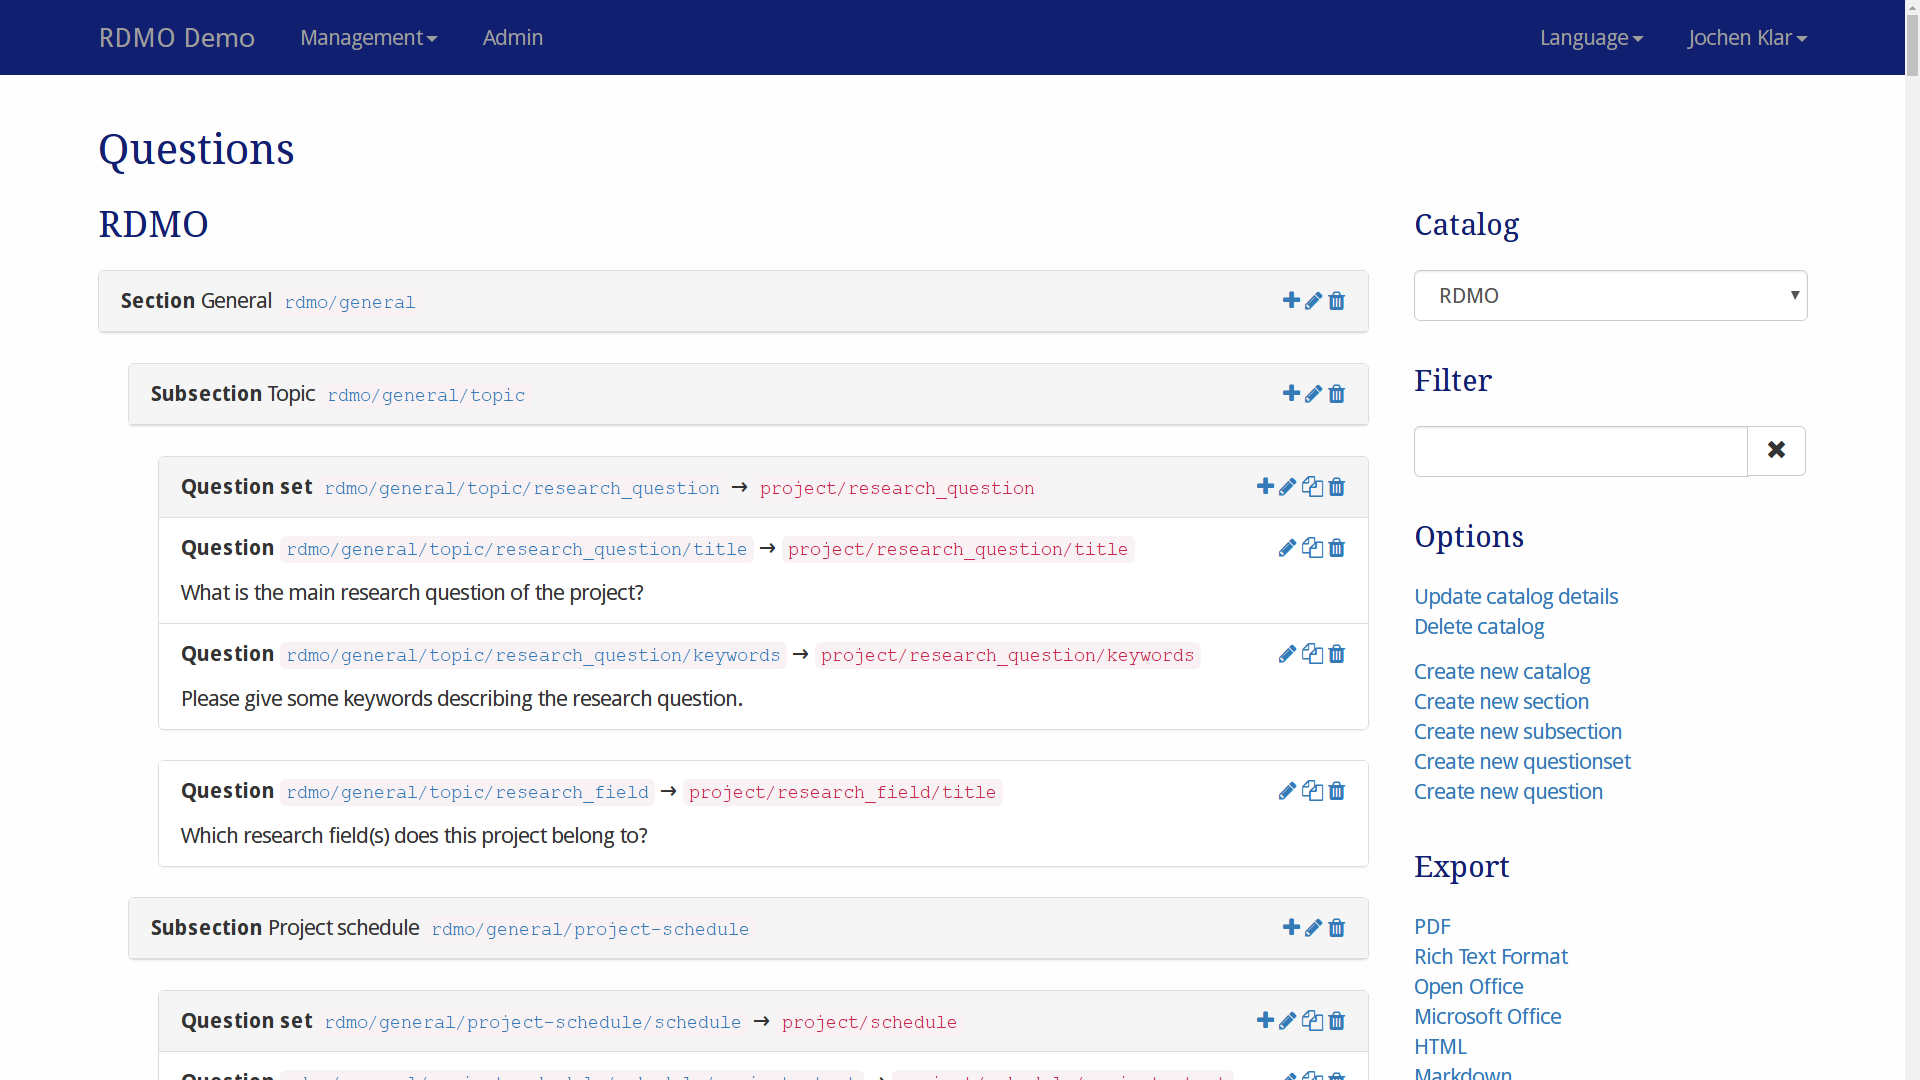 RDMO Demo Management Admin Language Jochen Klar
Questions
RDMO
Section General rdmo/general
Subsection Topic rdmo/general/topic
Question set rdmo/general/topic/research_question → project/research_question
Question rdmo/general/topic/research_question/title → project/research_question/title
What is the main research question of the project?
Question rdmo/general/topic/research_question/keywords → project/research_question/keywords
Please give some keywords describing the research question.
Question rdmo/general/topic/research_field → project/research_field/title
Which research field(s) does this project belong to?
Subsection Project schedule rdmo/general/project-schedule
Question set rdmo/general/project-schedule/schedule → project/schedule
Question
Catalog
RDMO
Filter
Options
Update catalog details
Delete catalog
Create new catalog
Create new section
Create new subsection
Create new questionset
Create new question
Export
PDF
Rich Text Format
Open Office
Microsoft Office
HTML
Markdown